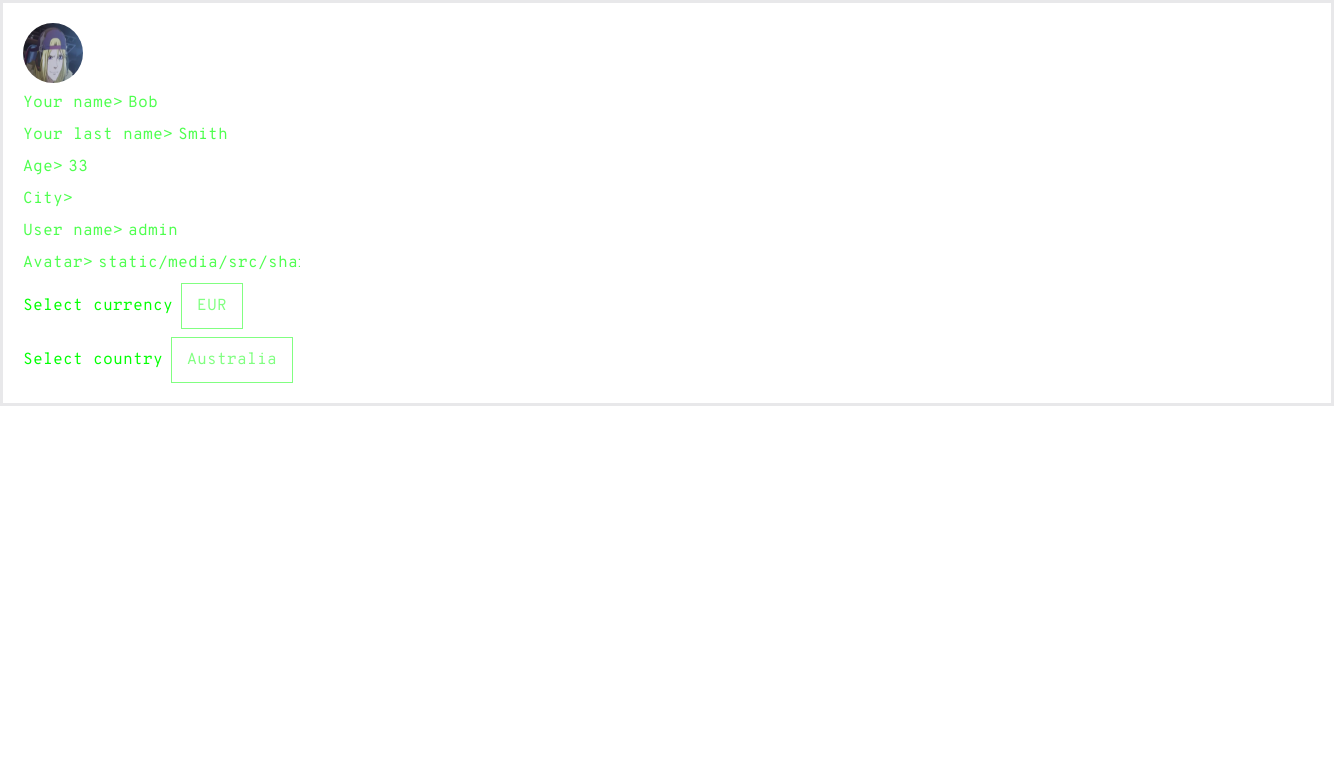 Your name> Bob
Your last name> Smith
Age> 33
City>
User name> admin
Avatar> static/media/src/sha
Select currency EUR
Select country Australia